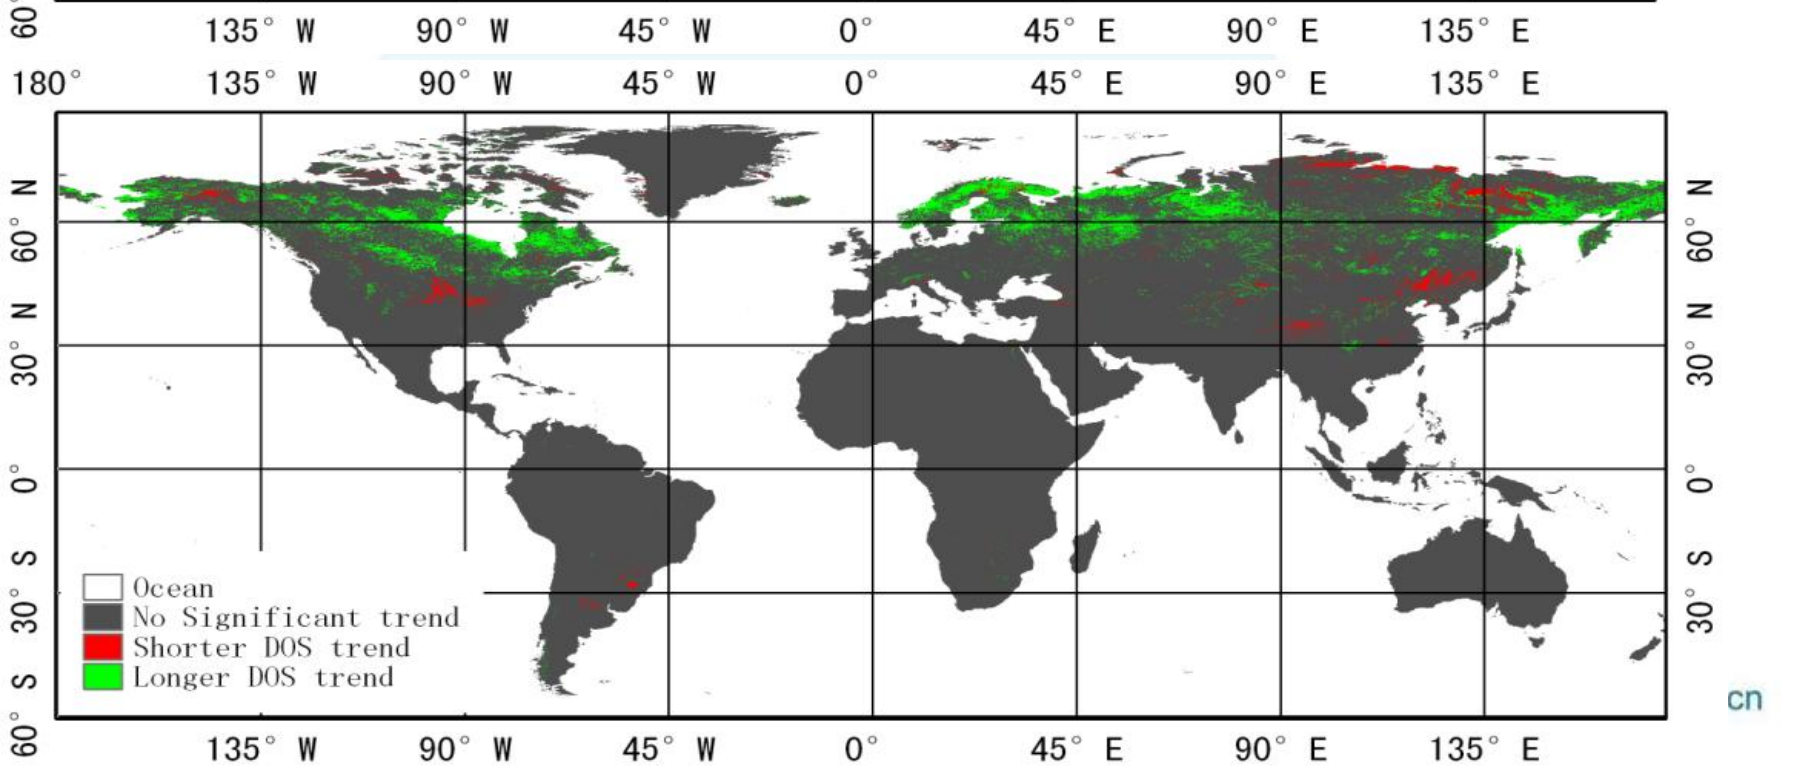 60°
135° W 90° W 45° W 0° 45° E 90° E 135° E
180° 135° W 90° W 45° W 0° 45° E 90° E 135° E
60° N
60° N
30° N
30° N
0°
0°
30° S
30° S
60° S
Ocean
No Significant trend
Shorter DOS trend
Longer DOS trend
cn
135° W 90° W 45° W 0° 45° E 90° E 135° E